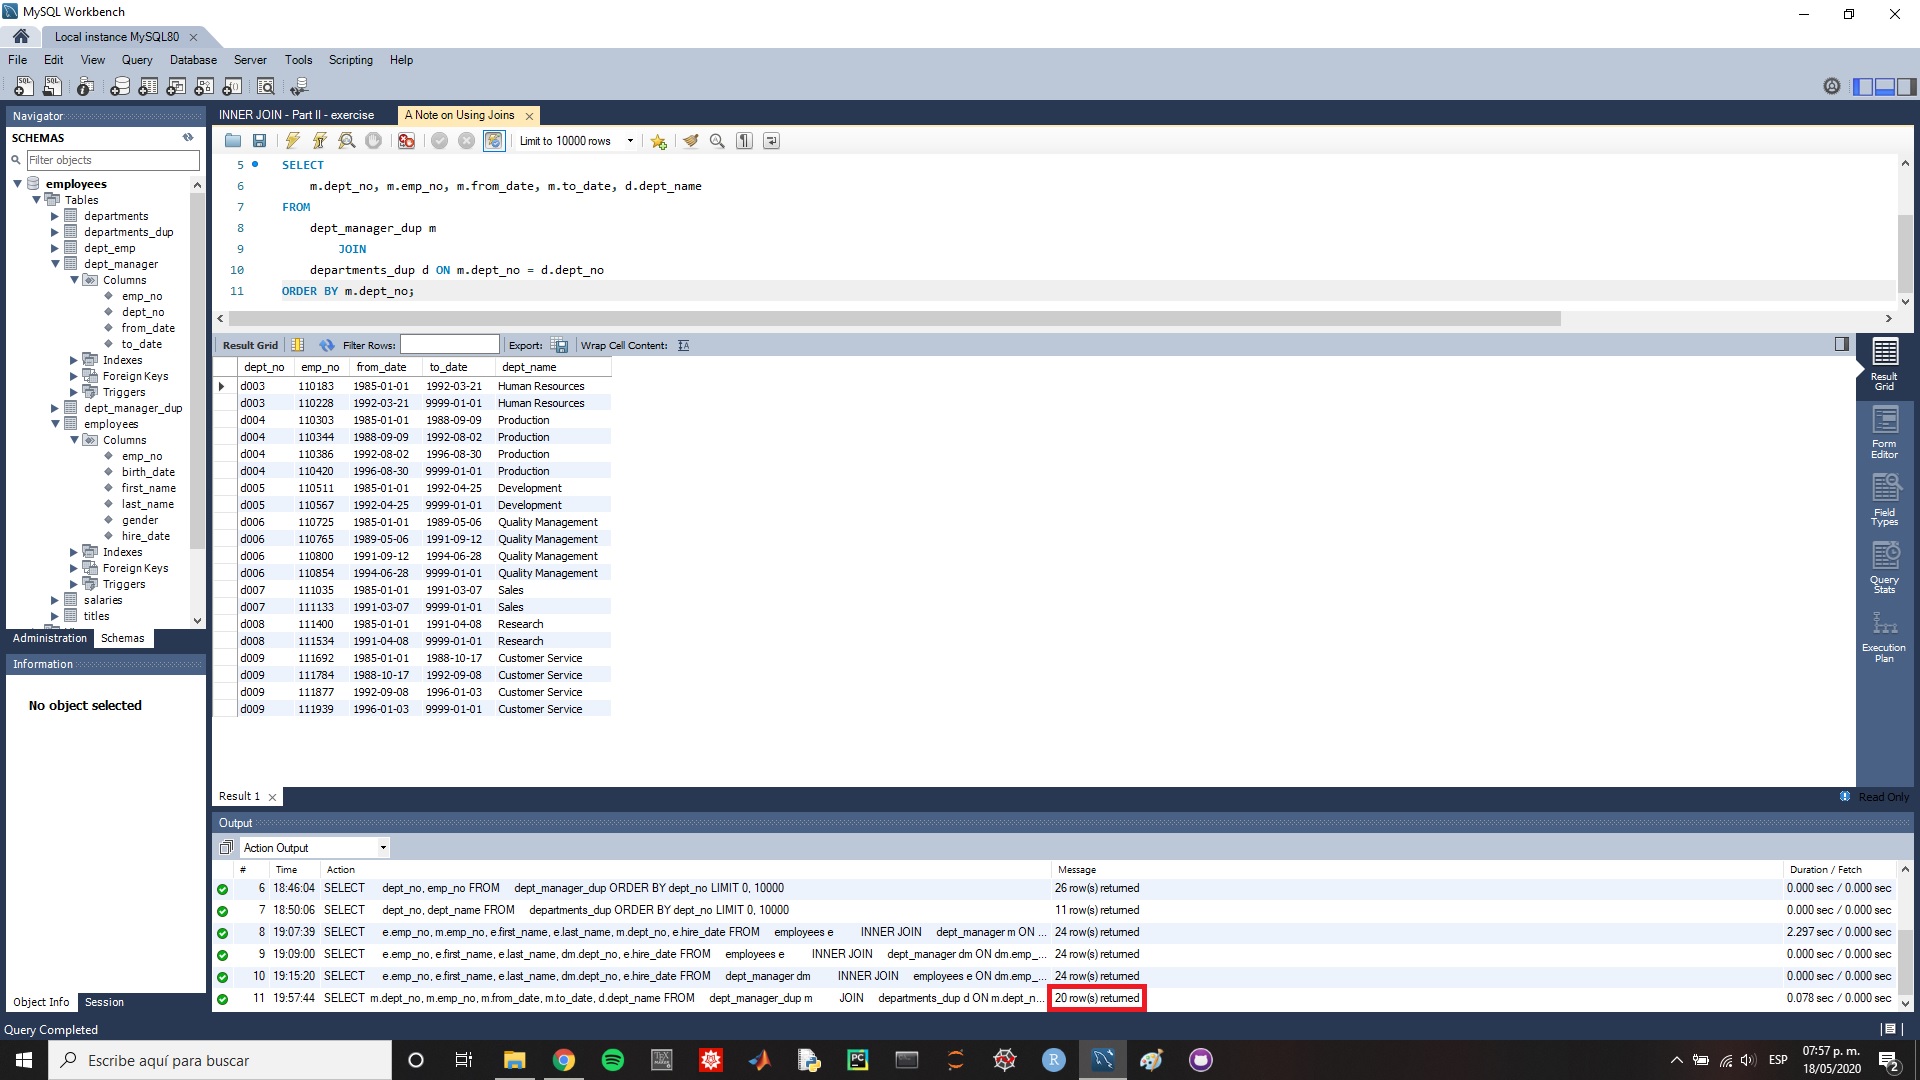 MySQL Workbench
Local instance MySQL80
File Edit View Query Database Server Tools Scripting Help
Navigator
SCHEMAS
Filter objects
employees
Tables
departments
departments_dup
dept_emp
dept_manager
Columns
emp_no
dept_no
from_date
to_date
Indexes
Foreign Keys
Triggers
dept_manager_dup
employees
Columns
emp_no
birth_date
first_name
last_name
gender
hire_date
Indexes
Foreign Keys
Triggers
salaries
titles
Administration Schemas
Information
No object selected
Object Info Session
INNER JOIN - Part II - exercise A Note on Using Joins
Limit to 10000 rows
5 SELECT
6 m.dept_no, m.emp_no, m.from_date, m.to_date, d.dept_name
7 FROM
8 dept_manager_dup m
9 JOIN
10 departments_dup d ON m.dept_no = d.dept_no
11 ORDER BY m.dept_no;
Result Grid Filter Rows: Export: Wrap Cell Content:
dept_no emp_no from_date to_date dept_name
d003 110183 1985-01-01 1992-03-21 Human Resources
d003 110228 1992-03-21 9999-01-01 Human Resources
d004 110303 1985-01-01 1988-09-09 Production
d004 110344 1988-09-09 1992-08-02 Production
d004 110386 1992-08-02 1996-08-30 Production
d004 110420 1996-08-30 9999-01-01 Production
d005 110511 1985-01-01 1992-04-25 Development
d005 110567 1992-04-25 9999-01-01 Development
d006 110725 1985-01-01 1989-05-06 Quality Management
d006 110765 1989-05-06 1991-09-12 Quality Management
d006 110800 1991-09-12 1994-06-28 Quality Management
d006 110854 1994-06-28 9999-01-01 Quality Management
d007 111035 1985-01-01 1991-03-07 Sales
d007 111133 1991-03-07 9999-01-01 Sales
d008 111400 1985-01-01 1991-04-08 Research
d008 111534 1991-04-08 9999-01-01 Research
d009 111692 1985-01-01 1988-10-17 Customer Service
d009 111784 1988-10-17 1992-09-08 Customer Service
d009 111877 1992-09-08 1996-01-03 Customer Service
d009 111939 1996-01-03 9999-01-01 Customer Service
Result
Grid
Form
Editor
Field
Types
Query
Stats
Execution
Plan
Result 1
Read Only
Output
Action Output
# Time Action Message Duration / Fetch
6 18:46:04 SELECT dept_no, emp_no FROM dept_manager_dup ORDER BY dept_no LIMIT 0, 10000 26 row(s) returned 0.000 sec / 0.000 sec
7 18:50:06 SELECT dept_no, dept_name FROM departments_dup ORDER BY dept_no LIMIT 0, 10000 11 row(s) returned 0.000 sec / 0.000 sec
8 19:07:39 SELECT e.emp_no, m.emp_no, e.first_name, e.last_name, m.dept_no, e.hire_date FROM employees e INNER JOIN dept_manager m ON ... 24 row(s) returned 2.297 sec / 0.000 sec
9 19:09:00 SELECT e.emp_no, e.first_name, e.last_name, dm.dept_no, e.hire_date FROM employees e INNER JOIN dept_manager dm ON dm.emp_... 24 row(s) returned 0.000 sec / 0.000 sec
10 19:15:20 SELECT e.emp_no, e.first_name, e.last_name, dm.dept_no, e.hire_date FROM dept_manager dm INNER JOIN employees e ON dm.emp_... 24 row(s) returned 0.000 sec / 0.000 sec
11 19:57:44 SELECT m.dept_no, m.emp_no, m.from_date, m.to_date, d.dept_name FROM dept_manager_dup m JOIN departments_dup d ON m.dept_n... 20 row(s) returned 0.078 sec / 0.000 sec
Query Completed
Escribe aquí para buscar
ESP
07:57 p. m.
18/05/2020
2